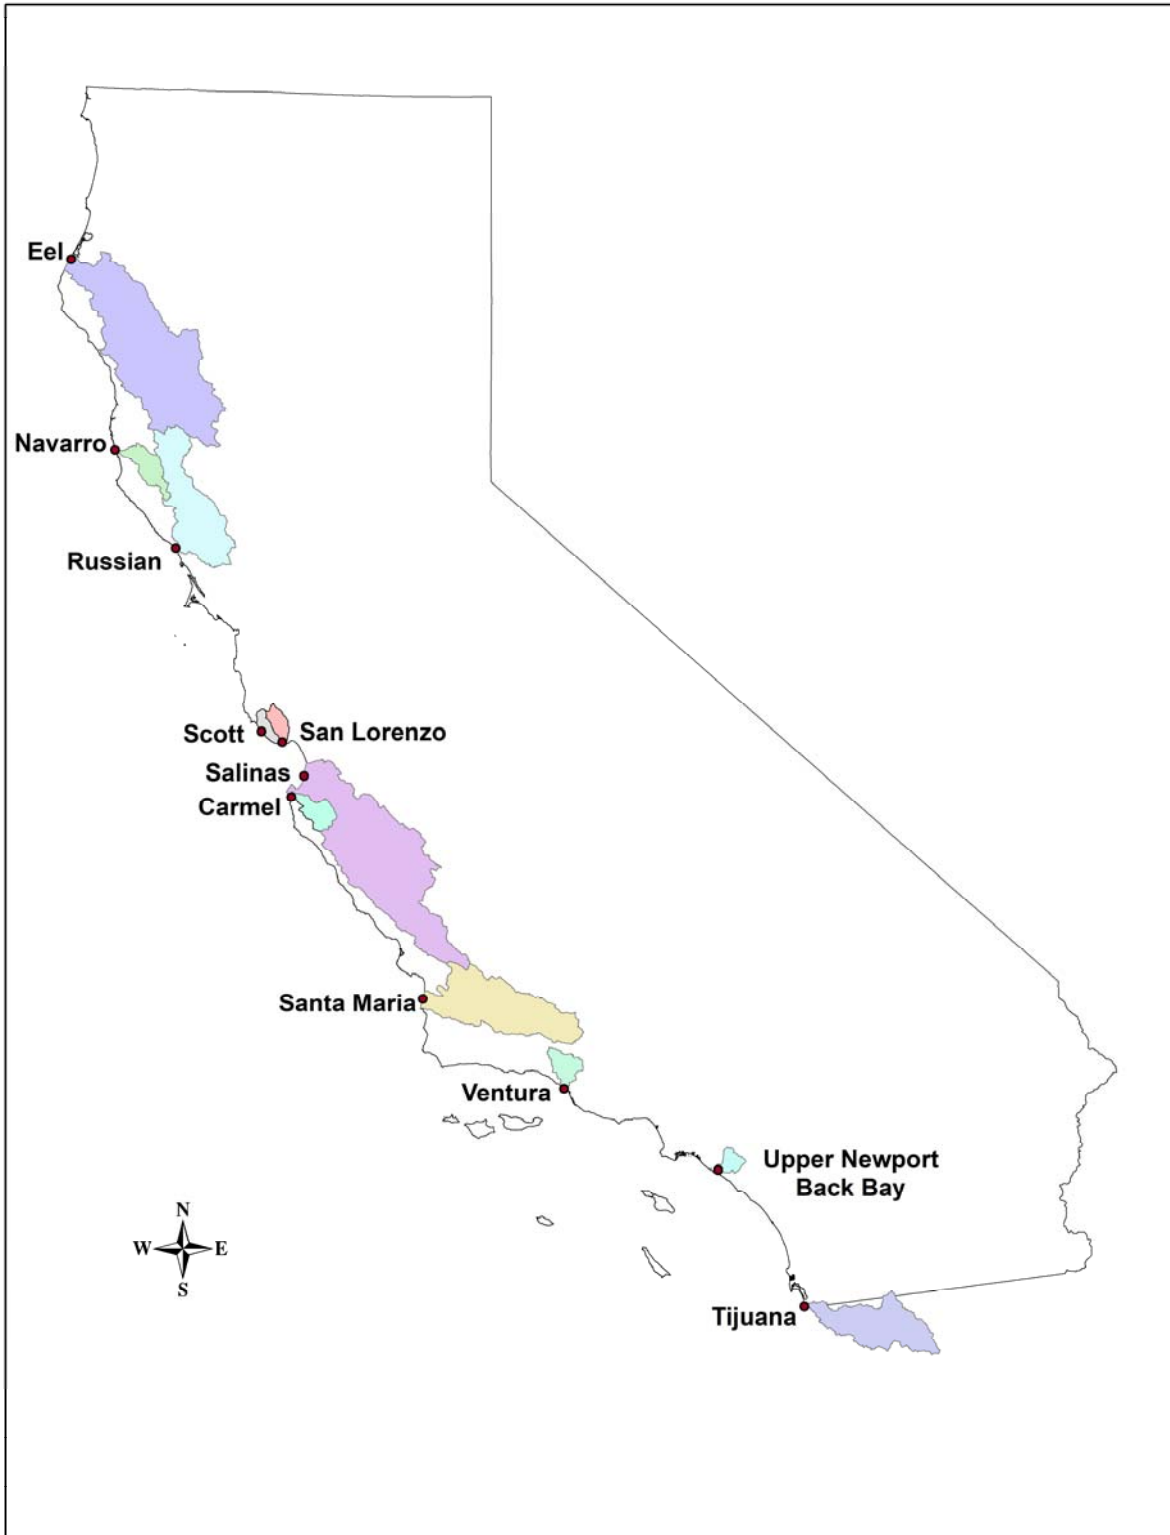 Eel
Navarro
Russian
Scott
San Lorenzo
Salinas
Carmel
Santa Maria
Ventura
Upper Newport
Back Bay
N
W
E
S
Tijuana